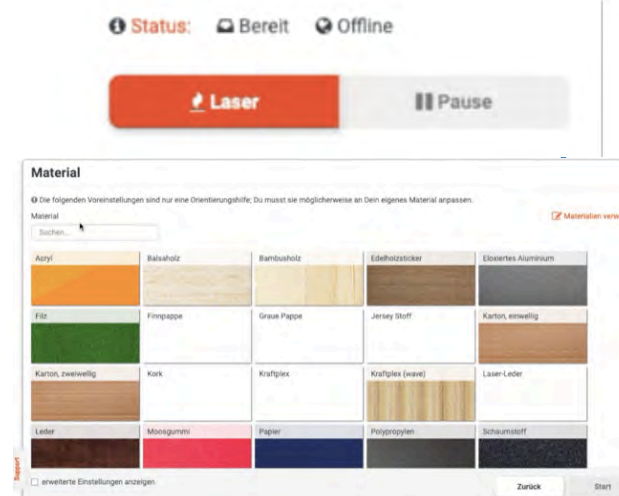 Status: Bereit Offline
Laser Pause
Material
Die folgenden Voreinstellungen sind nur eine Orientierungshilfe; Du musst sie möglicherweise an Dein eigenes Material anpassen.
Material
Materialien verw
Suchen...
Acryl Balsaholz Bambusholz Edelholzsticker Eloxiertes Aluminium
Filz Finnpappe Graue Pappe Jersey Stoff Karton, einwellig
Karton, zweiwellig Kork Kraftplex Kraftplex (wave) Laser-Leder
Leder Moosgummi Papier Polypropylen Schaumstoff
Support
erweiterte Einstellungen anzeigen.
Zurück Start